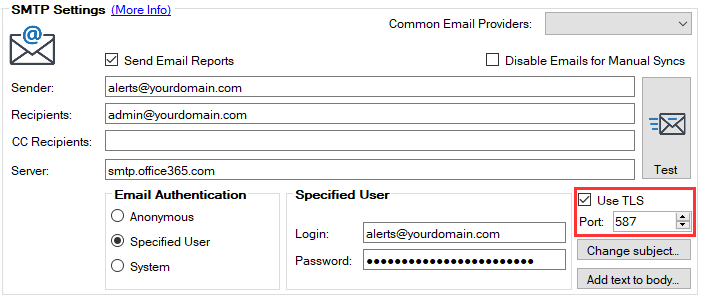 SMTP Settings (More Info)
Common Email Providers:
Send Email Reports
Disable Emails for Manual Syncs
Sender: alerts@yourdomain.com
Recipients: admin@yourdomain.com
CC Recipients:
Server: smtp.office365.com
Test
Email Authentication
Anonymous
Specified User
System
Specified User
Login: alerts@yourdomain.com
Password: ●●●●●●●●●●●●●●●●●●●●●●●●
Use TLS
Port: 587
Change subject...
Add text to body...